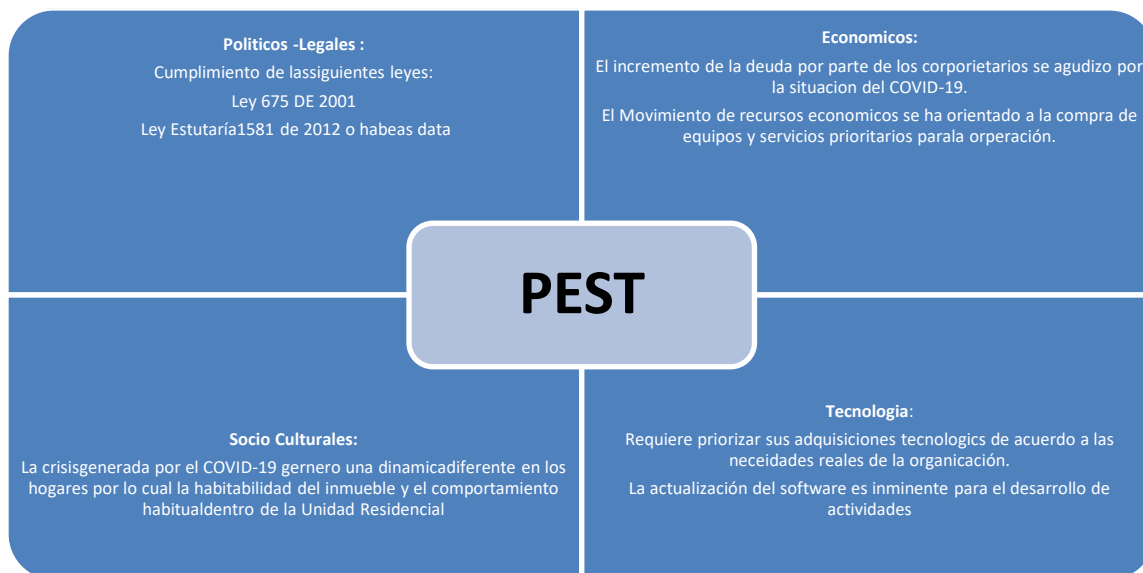 Politicos -Legales :
Cumplimiento de lassiguientes leyes:
Ley 675 DE 2001
Ley Estutaría1581 de 2012 o habeas data
Economicos:
El incremento de la deuda por parte de los corporietarios se agudizo por
la situacion del COVID-19.
El Movimiento de recursos economicos se ha orientado a la compra de
equipos y servicios prioritarios parala orperación.
PEST
Socio Culturales:
La crisisgenerada por el COVID-19 gernero una dinamicadiferente en los
hogares por lo cual la habitabilidad del inmueble y el comportamiento
habitualdentro de la Unidad Residencial
Tecnologia:
Requiere priorizar sus adquisiciones tecnologics de acuerdo a las
neceidades reales de la organicación.
La actualización del software es inminente para el desarrollo de
actividades